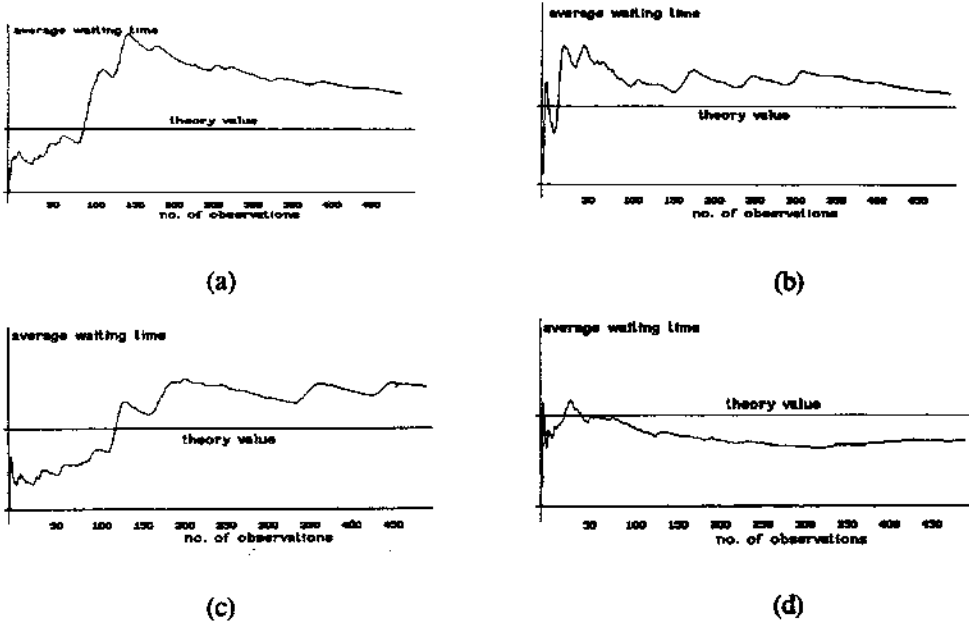 average waiting time
theory value
50 100 150 200 250 300 350 400 450
no. of observations
(a)
average waiting time
theory value
50 100 150 200 250 300 350 400 450
no. of observations
(b)
average waiting time
theory value
50 100 150 200 250 300 350 400 450
no. of observations
(c)
average waiting time
theory value
50 100 150 200 250 300 350 400 450
no. of observations
(d)